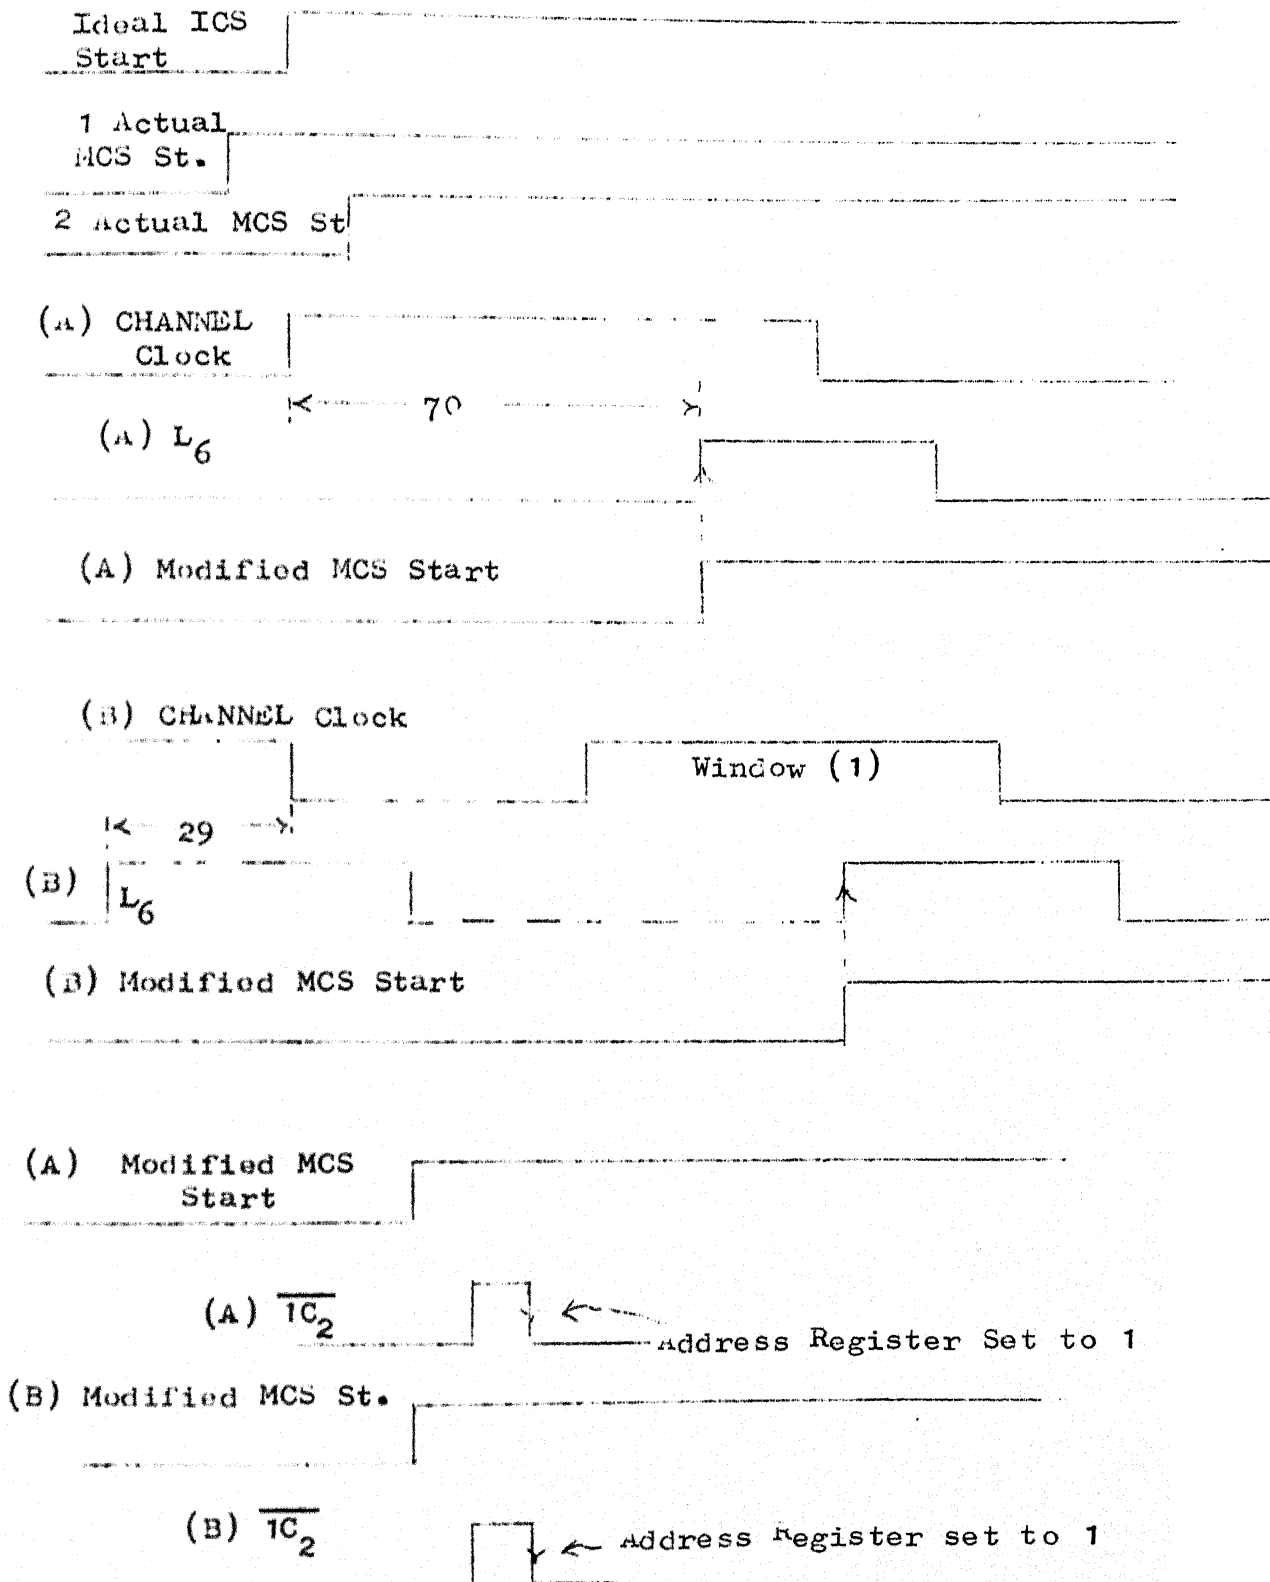 Ideal ICS
Start
1 Actual
MCS St.
2 Actual MCS St
(A) CHANNEL
Clock
70
(A) L6
(A) Modified MCS Start
(B) CHANNEL Clock
Window (1)
29
(B) L6
(B) Modified MCS Start
(A) Modified MCS
Start
(A) 1C2
Address Register Set to 1
(B) Modified MCS St.
(B) 1C2
Address Register set to 1